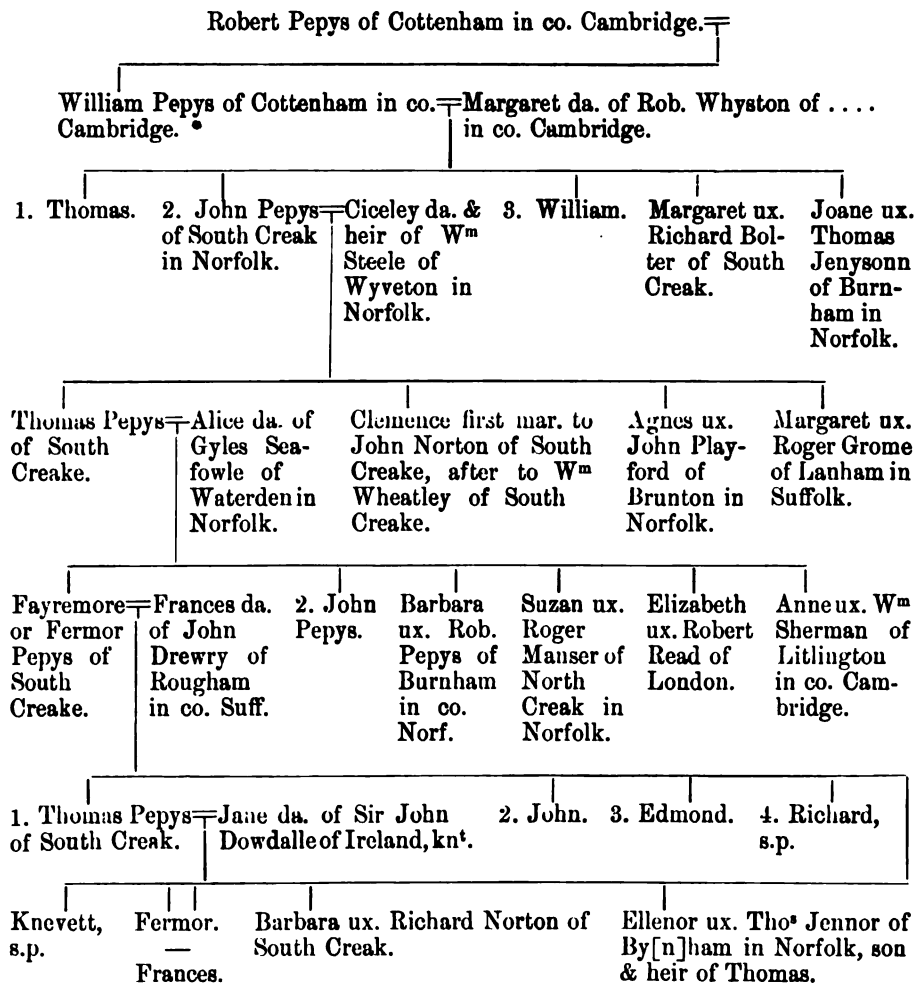 Robert Pepys of Cottenham in co. Cambridge.
William Pepys of Cottenham in co.
Cambridge.
Margaret da. of Rob. Whyston of ....
in co. Cambridge.
1. Thomas.
2. John Pepys
of South Creak
in Norfolk.
Ciceley da. &
heir of Wᵐ
Steele of
Wyveton in
Norfolk.
3. William.
Margaret ux.
Richard Bol-
ter of South
Creak.
Joane ux.
Thomas
Jenysonn
of Burn-
ham in
Norfolk.
Thomas Pepys
of South
Creake.
Alice da. of
Gyles Sea-
fowle of
Waterden in
Norfolk.
Clemence first mar. to
John Norton of South
Creake, after to Wᵐ
Wheatley of South
Creake.
Agnes ux.
John Play-
ford of
Brunton in
Norfolk.
Margaret ux.
Roger Grome
of Lanham in
Suffolk.
Fayremore
or Fermor
Pepys of
South
Creake.
Frances da.
of John
Drewry of
Rougham
in co. Suff.
2. John
Pepys.
Barbara
ux. Rob.
Pepys of
Burnham
in co.
Norf.
Suzan ux.
Roger
Manser of
North
Creak in
Norfolk.
Elizabeth
ux. Robert
Read of
London.
Anne ux. Wᵐ
Sherman of
Litlington
in co. Cam-
bridge.
1. Thomas Pepys
of South Creak.
Jane da. of Sir John
Dowdalle of Ireland, knᵗ.
2. John.
3. Edmond.
4. Richard,
s.p.
Knevett,
s.p.
Fermor.
—
Frances.
Barbara ux. Richard Norton of
South Creak.
Ellenor ux. Thoˢ Jennor of
By[n]ham in Norfolk, son
& heir of Thomas.